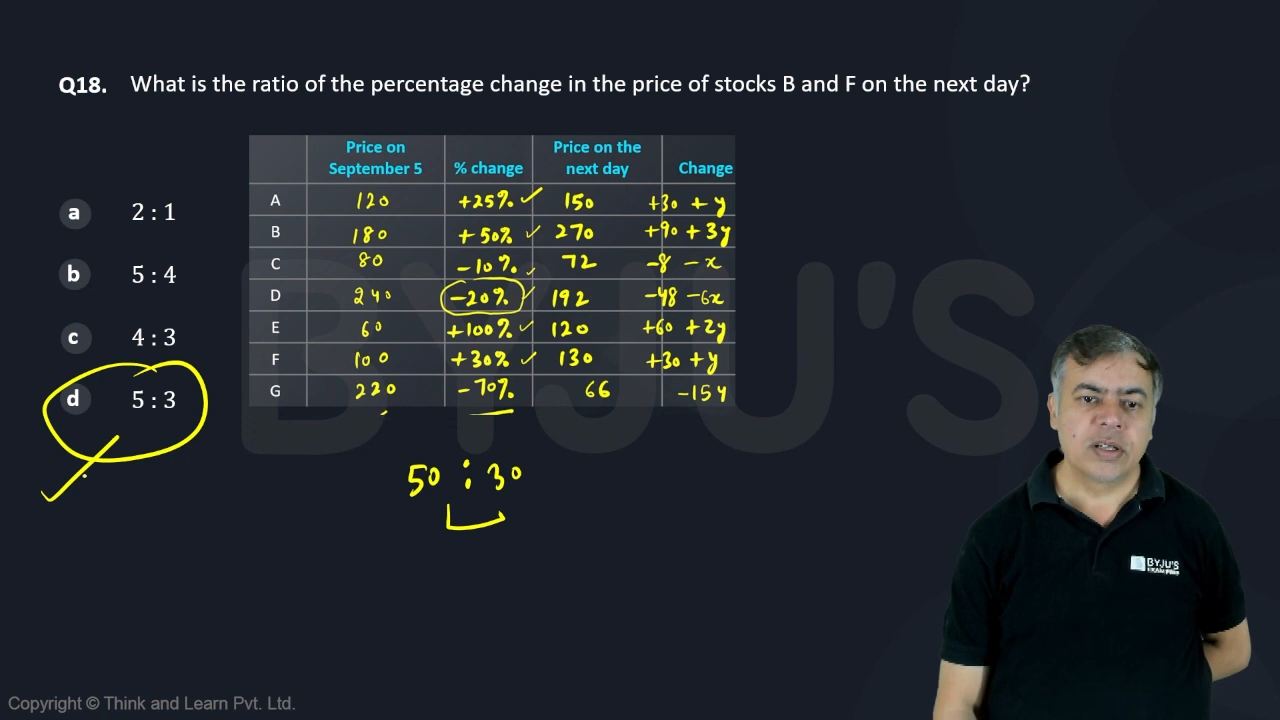 Q18. What is the ratio of the percentage change in the price of stocks B and F on the next day?
a 2 : 1
b 5 : 4
c 4 : 3
d 5 : 3
Price on September 5 % change Price on the next day Change
A 120 +25% ✓ 150 +30 + y
B 180 + 50% ✓ 270 +90 + 3y
C 80 -10% ✓ 72 -8 - x
D 240 -20% ✓ 192 -48 -6x
E 60 +100% ✓ 120 +60 +2y
F 100 +30% ✓ 130 +30 +y
G 220 -70% 66 -154
50 : 30
BYJU'S
BYJU'S
EXAM PREP
Copyright © Think and Learn Pvt. Ltd.